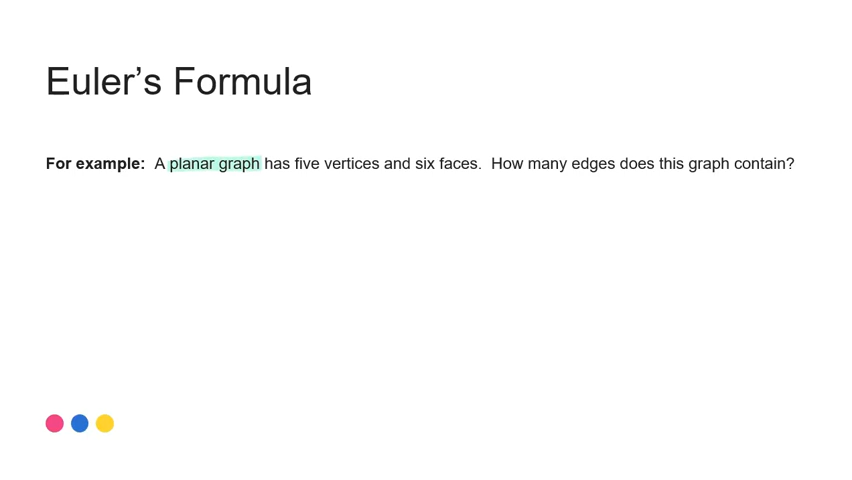 Euler’s Formula
For example: A planar graph has five vertices and six faces. How many edges does this graph contain?